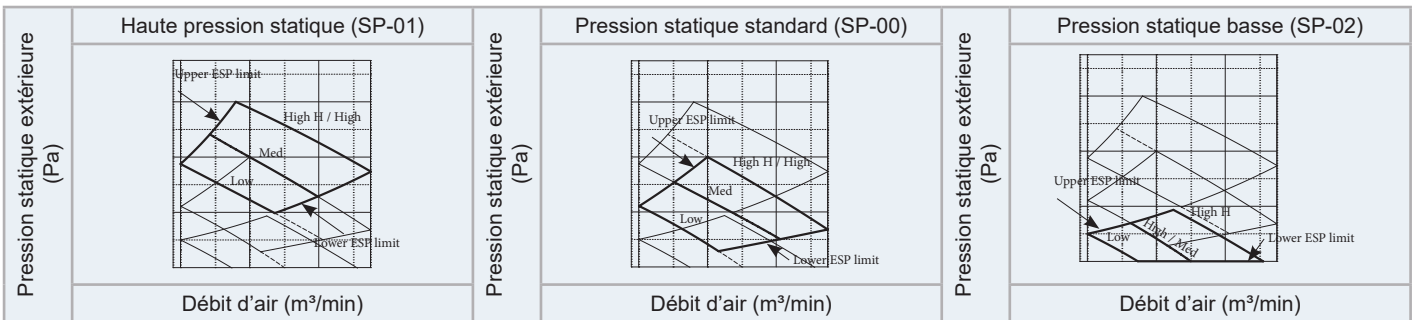 Pression statique extérieure
(Pa)
Haute pression statique (SP-01)
Upper ESP limit
High H / High
Med
Low
Lower ESP limit
Débit d'air (m³/min)
Pression statique extérieure
(Pa)
Pression statique standard (SP-00)
Upper ESP limit
High H / High
Med
Low
Lower ESP limit
Débit d'air (m³/min)
Pression statique extérieure
(Pa)
Pression statique basse (SP-02)
Upper ESP limit
High H
High / Med
Low
Lower ESP limit
Débit d'air (m³/min)